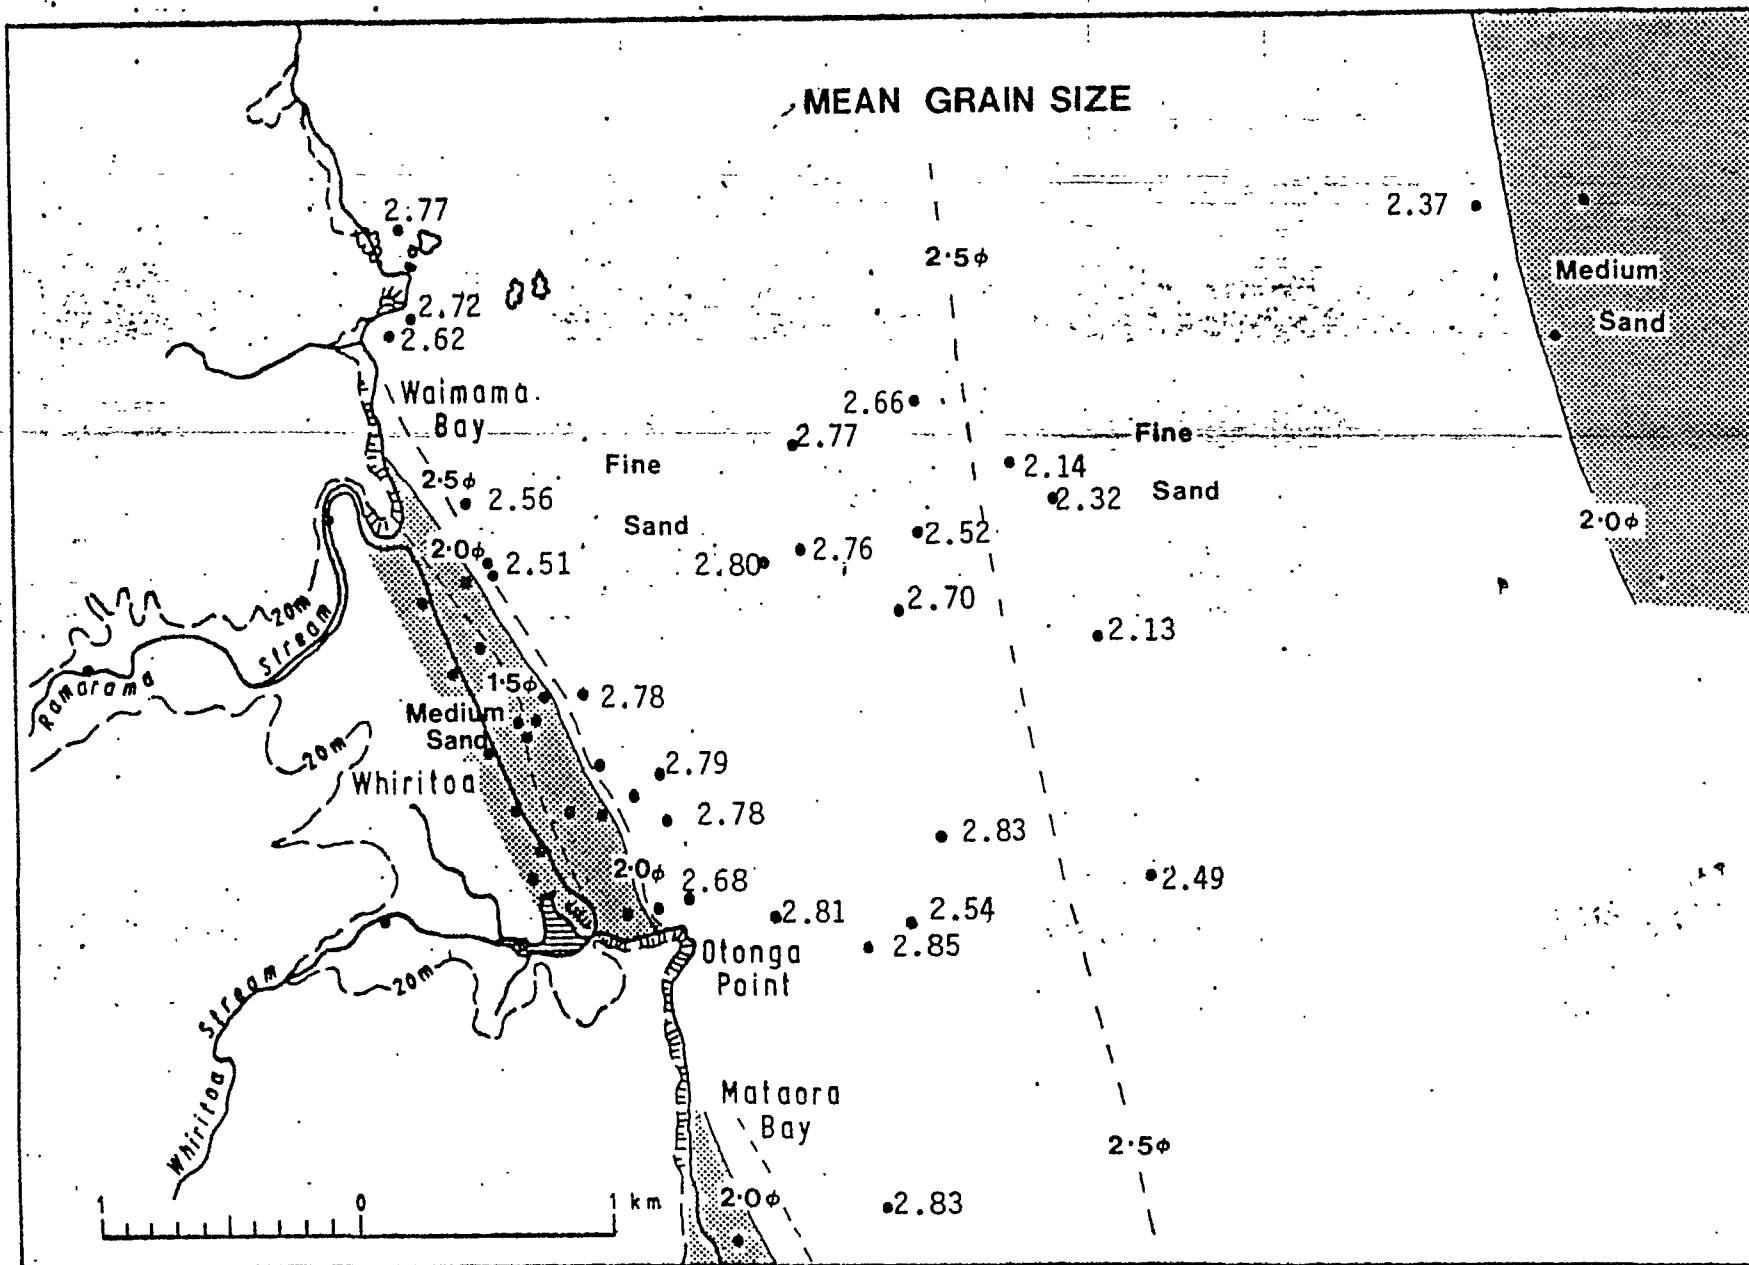 MEAN GRAIN SIZE
2.77
2.37
2.5ϕ
Medium
Sand
2.72
2.62
Waimama
Bay
2.66
2.77
Fine
Sand
Fine
Sand
2.14
2.32
2.5ϕ
2.56
2.0ϕ
2.52
2.0ϕ
2.51
2.80
2.76
2.70
2.13
20m
Stream
Ramarama
1.5ϕ
2.78
Medium
Sand
20m
Whiritoa
2.79
2.78
2.83
2.0ϕ
2.68
2.49
2.81
2.54
2.85
Otonga
Point
20m
Stream
Whiritoa
Mataora
Bay
2.5ϕ
2.0ϕ
2.83
1 0 1 km